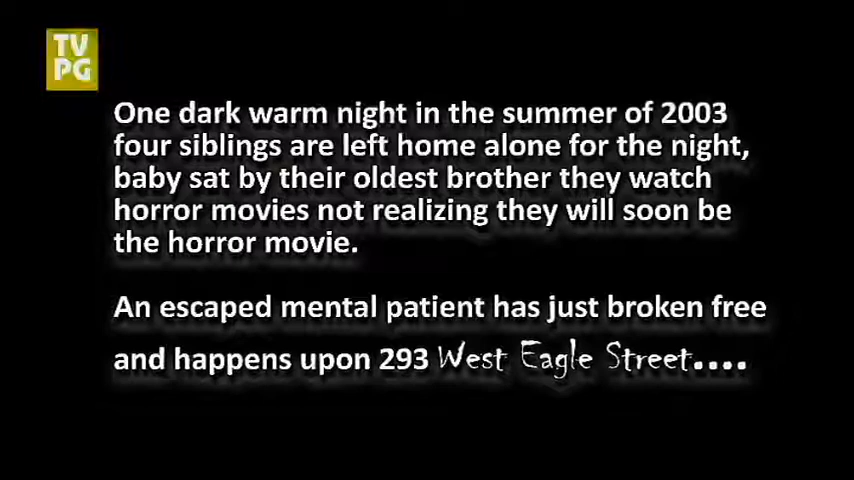 TV
PG
One dark warm night in the summer of 2003
four siblings are left home alone for the night,
baby sat by their oldest brother they watch
horror movies not realizing they will soon be
the horror movie.
An escaped mental patient has just broken free
and happens upon 293 West Eagle Street....